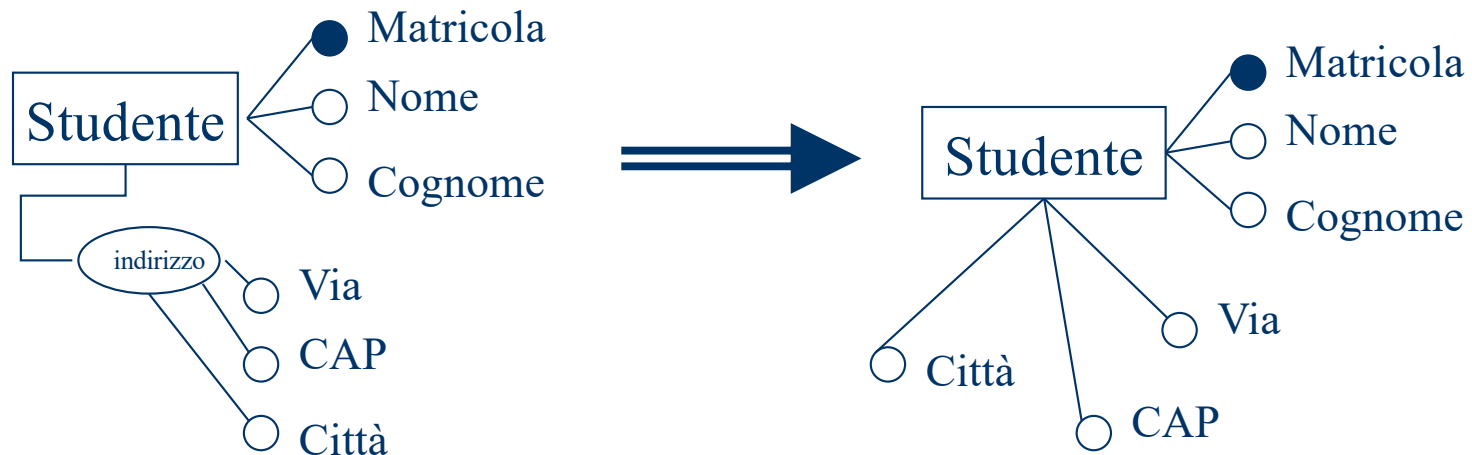 Studente
Matricola
Nome
Cognome
indirizzo
Via
CAP
Città
Studente
Matricola
Nome
Cognome
Città
CAP
Via